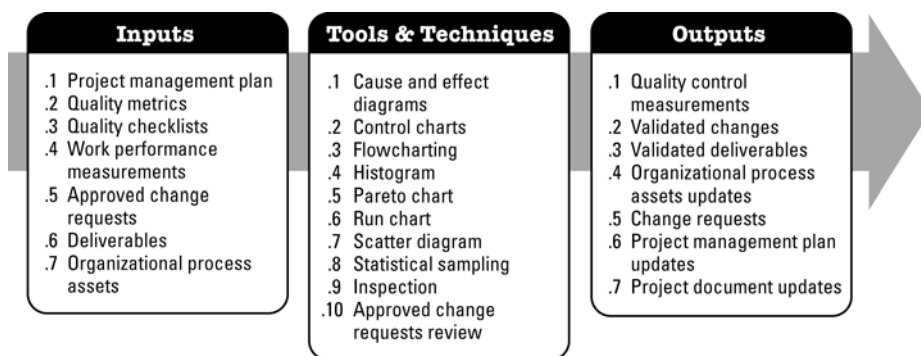 Inputs
.1 Project management plan
.2 Quality metrics
.3 Quality checklists
.4 Work performance
measurements
.5 Approved change
requests
.6 Deliverables
.7 Organizational process
assets
Tools & Techniques
.1 Cause and effect
diagrams
.2 Control charts
.3 Flowcharting
.4 Histogram
.5 Pareto chart
.6 Run chart
.7 Scatter diagram
.8 Statistical sampling
.9 Inspection
.10 Approved change
requests review
Outputs
.1 Quality control
measurements
.2 Validated changes
.3 Validated deliverables
.4 Organizational process
assets updates
.5 Change requests
.6 Project management plan
updates
.7 Project document updates